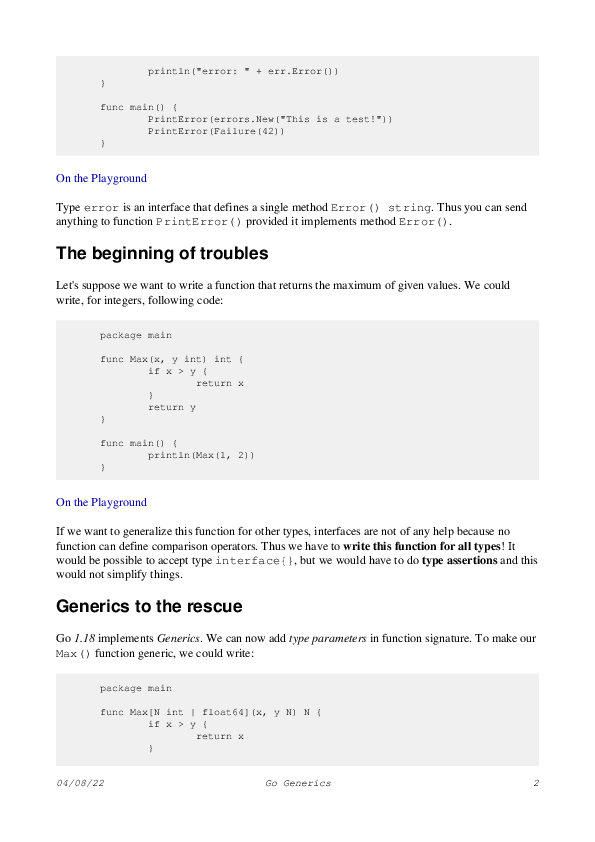 println("error: " + err.Error())
}
func main() {
PrintError(errors.New("This is a test!"))
PrintError(Failure(42))
}
On the Playground
Type error is an interface that defines a single method Error() string. Thus you can send
anything to function PrintError() provided it implements method Error().
The beginning of troubles
Let's suppose we want to write a function that returns the maximum of given values. We could
write, for integers, following code:
package main
func Max(x, y int) int {
if x > y {
return x
}
return y
}
func main() {
println(Max(1, 2))
}
On the Playground
If we want to generalize this function for other types, interfaces are not of any help because no
function can define comparison operators. Thus we have to write this function for all types! It
would be possible to accept type interface{}, but we would have to do type assertions and this
would not simplify things.
Generics to the rescue
Go 1.18 implements Generics. We can now add type parameters in function signature. To make our
Max() function generic, we could write:
package main
func Max[N int | float64](x, y N) N {
if x > y {
return x
}
04/08/22 Go Generics 2